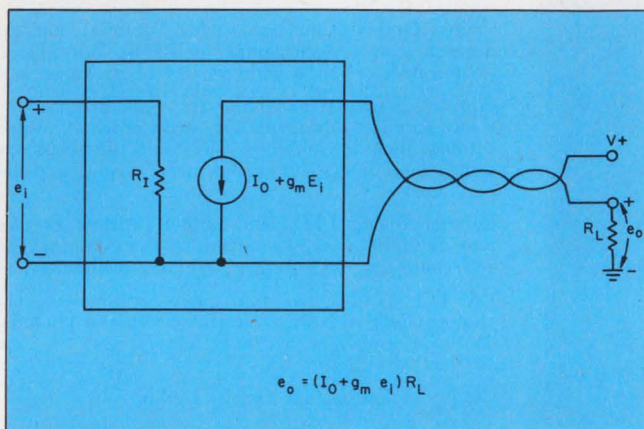 +
e_i
−
R_I
I_O + g_m E_i
V+
+
R_L
e_o
−
e_o = (I_O + g_m e_i) R_L